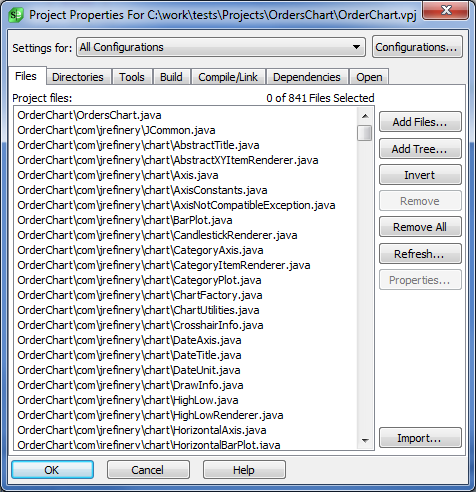 Project Properties For C:\work\tests\Projects\OrdersChart\OrderChart.vpj
Settings for: All Configurations Configurations...
Files Directories Tools Build Compile/Link Dependencies Open
Project files: 0 of 841 Files Selected
OrderChart\OrdersChart.java
OrderChart\com\jrefinery\JCommon.java
OrderChart\com\jrefinery\chart\AbstractTitle.java
OrderChart\com\jrefinery\chart\AbstractXYItemRenderer.java
OrderChart\com\jrefinery\chart\Axis.java
OrderChart\com\jrefinery\chart\AxisConstants.java
OrderChart\com\jrefinery\chart\AxisNotCompatibleException.java
OrderChart\com\jrefinery\chart\BarPlot.java
OrderChart\com\jrefinery\chart\CandlestickRenderer.java
OrderChart\com\jrefinery\chart\CategoryAxis.java
OrderChart\com\jrefinery\chart\CategoryItemRenderer.java
OrderChart\com\jrefinery\chart\CategoryPlot.java
OrderChart\com\jrefinery\chart\ChartFactory.java
OrderChart\com\jrefinery\chart\ChartUtilities.java
OrderChart\com\jrefinery\chart\CrosshairInfo.java
OrderChart\com\jrefinery\chart\DateAxis.java
OrderChart\com\jrefinery\chart\DateTitle.java
OrderChart\com\jrefinery\chart\DateUnit.java
OrderChart\com\jrefinery\chart\DrawInfo.java
OrderChart\com\jrefinery\chart\HighLow.java
OrderChart\com\jrefinery\chart\HighLowRenderer.java
OrderChart\com\jrefinery\chart\HorizontalAxis.java
OrderChart\com\jrefinery\chart\HorizontalBarPlot.java
Add Files...
Add Tree...
Invert
Remove
Remove All
Refresh...
Properties...
Import...
OK Cancel Help